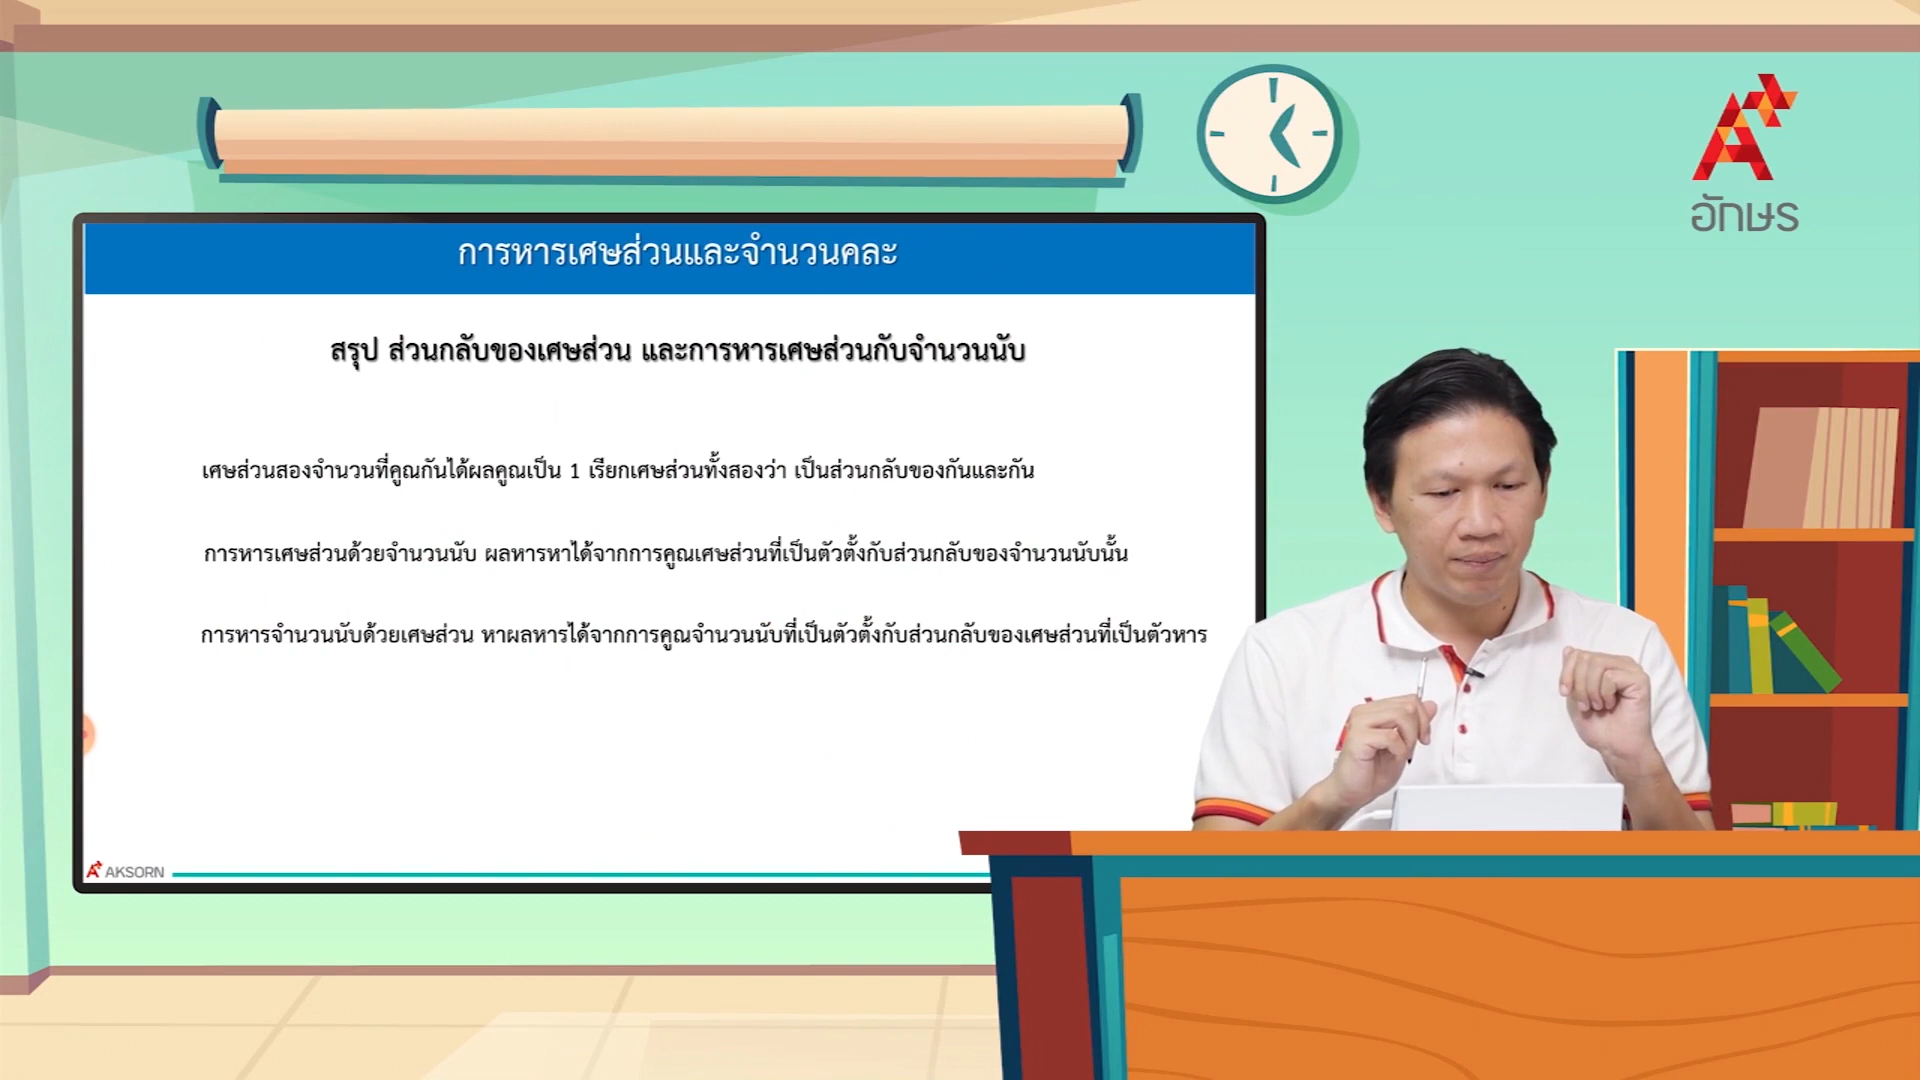 อักษร
การหารเศษส่วนและจำนวนคละ
สรุป ส่วนกลับของเศษส่วน และการหารเศษส่วนกับจำนวนนับ
เศษส่วนสองจำนวนที่คูณกันได้ผลคูณเป็น 1 เรียกเศษส่วนทั้งสองว่า เป็นส่วนกลับของกันและกัน
การหารเศษส่วนด้วยจำนวนนับ ผลหารหาได้จากการคูณเศษส่วนที่เป็นตัวตั้งกับส่วนกลับของจำนวนนับนั้น
การหารจำนวนนับด้วยเศษส่วน หาผลหารได้จากการคูณจำนวนนับที่เป็นตัวตั้งกับส่วนกลับของเศษส่วนที่เป็นตัวหาร
AKSORN